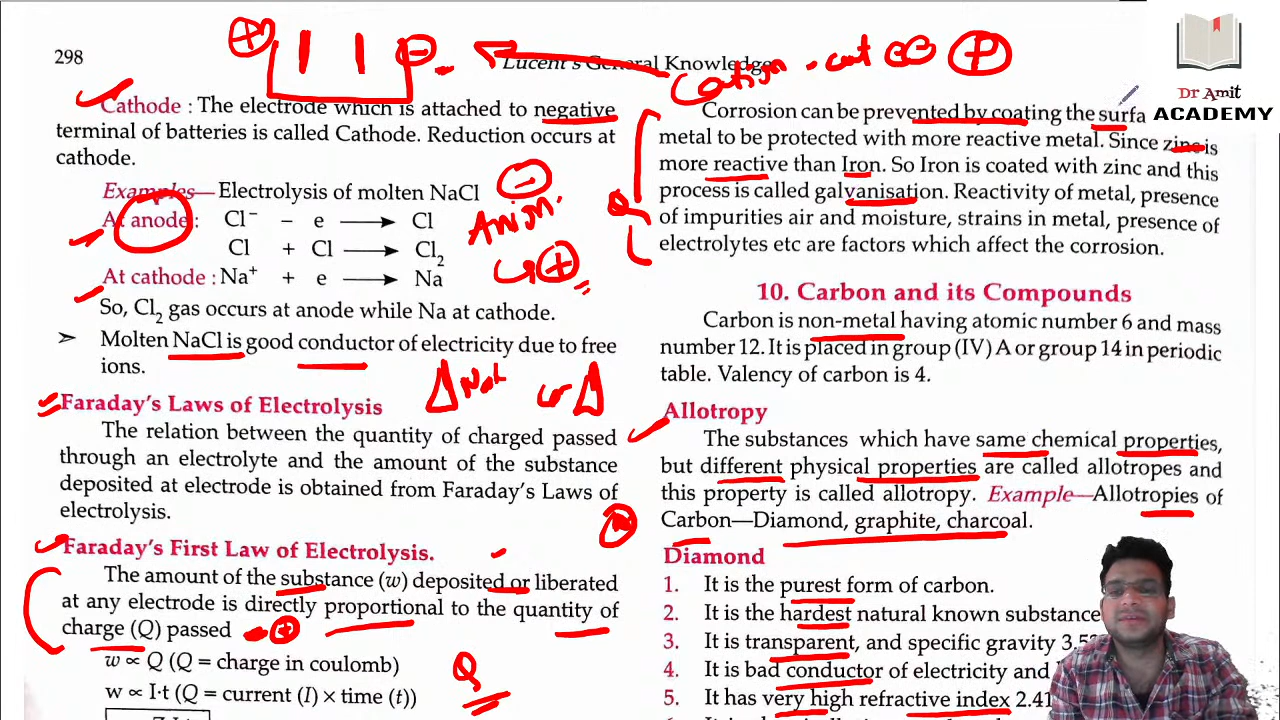 298
Lucent's General Knowledge
Cation - cat
Cathode : The electrode which is attached to negative
terminal of batteries is called Cathode. Reduction occurs at
cathode.
Examples— Electrolysis of molten NaCl
At anode : Cl⁻ – e ⟶ Cl
Cl + Cl ⟶ Cl₂
At cathode : Na⁺ + e ⟶ Na
So, Cl₂ gas occurs at anode while Na at cathode.
➢ Molten NaCl is good conductor of electricity due to free
ions.
Anion
Faraday's Laws of Electrolysis
The relation between the quantity of charged passed
through an electrolyte and the amount of the substance
deposited at electrode is obtained from Faraday's Laws of
electrolysis.
Faraday's First Law of Electrolysis.
The amount of the substance (w) deposited or liberated
at any electrode is directly proportional to the quantity of
charge (Q) passed
w ∝ Q (Q = charge in coulomb)
w ∝ I·t (Q = current (I) × time (t))
Q
Corrosion can be prevented by coating the surfa
metal to be protected with more reactive metal. Since zinc is
more reactive than Iron. So Iron is coated with zinc and this
process is called galvanisation. Reactivity of metal, presence
of impurities air and moisture, strains in metal, presence of
electrolytes etc are factors which affect the corrosion.
10. Carbon and its Compounds
Carbon is non-metal having atomic number 6 and mass
number 12. It is placed in group (IV) A or group 14 in periodic
table. Valency of carbon is 4.
Allotropy
The substances which have same chemical properties,
but different physical properties are called allotropes and
this property is called allotropy. Example—Allotropies of
Carbon—Diamond, graphite, charcoal.
Diamond
1. It is the purest form of carbon.
2. It is the hardest natural known substance
3. It is transparent, and specific gravity 3.52
4. It is bad conductor of electricity and
5. It has very high refractive index 2.41
Dr Amit
ACADEMY